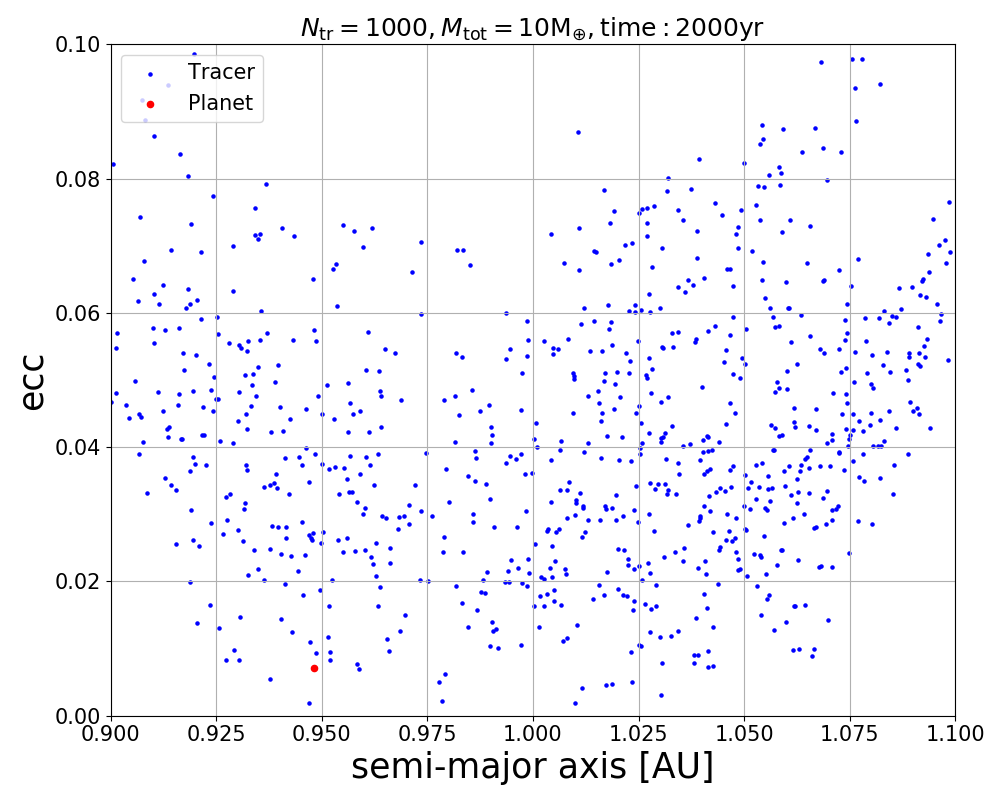 N_tr = 1000, M_tot = 10M_⊕, time : 2000yr
Tracer
Planet
0.10
0.08
0.06
0.04
0.02
0.00
ecc
0.900 0.925 0.950 0.975 1.000 1.025 1.050 1.075 1.100
semi-major axis [AU]